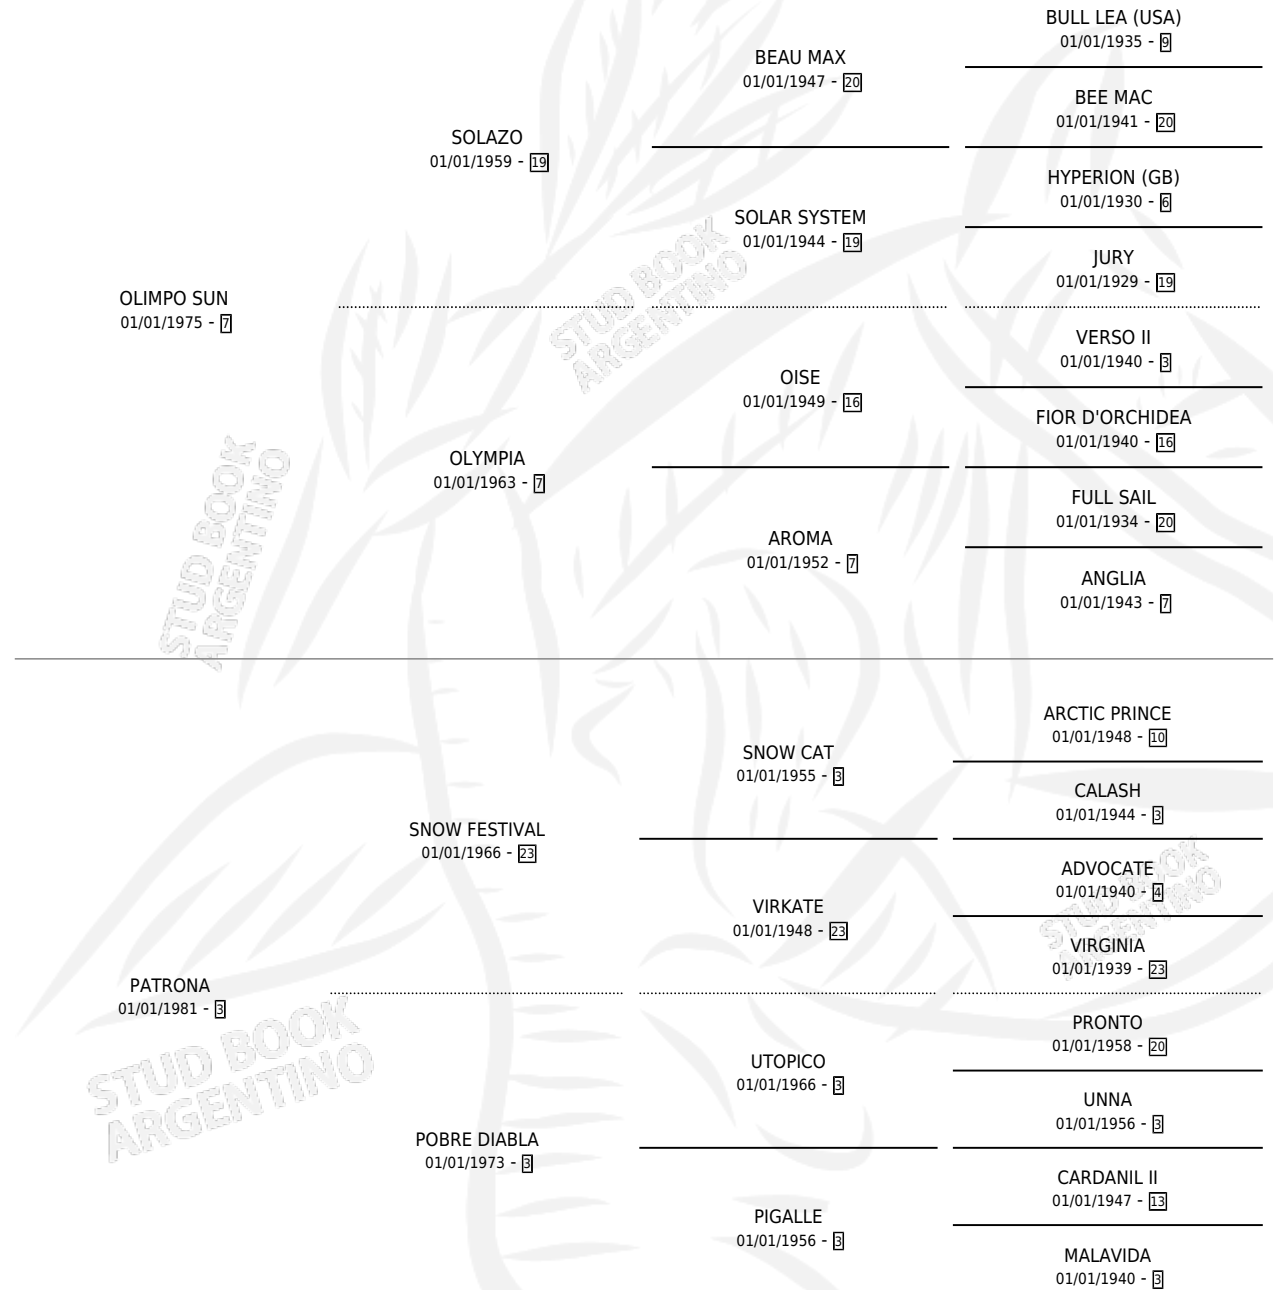 BULL LEA (USA)
01/01/1935 - 9
BEAU MAX
01/01/1947 - 20
BEE MAC
01/01/1941 - 20
SOLAZO
01/01/1959 - 19
HYPERION (GB)
01/01/1930 - 6
SOLAR SYSTEM
01/01/1944 - 19
JURY
01/01/1929 - 19
OLIMPO SUN
01/01/1975 - 7
STUD BOOK
ARGENTINO
VERSO II
01/01/1940 - 3
OISE
01/01/1949 - 16
FIOR D'ORCHIDEA
01/01/1940 - 16
OLYMPIA
01/01/1963 - 7
FULL SAIL
01/01/1934 - 20
AROMA
01/01/1952 - 7
ANGLIA
01/01/1943 - 7
STUD BOOK
ARGENTINO
ARCTIC PRINCE
01/01/1948 - 10
SNOW CAT
01/01/1955 - 3
CALASH
01/01/1944 - 3
SNOW FESTIVAL
01/01/1966 - 23
ADVOCATE
01/01/1940 - 4
VIRKATE
01/01/1948 - 23
VIRGINIA
01/01/1939 - 23
STUD BOOK
ARGENTINO
PATRONA
01/01/1981 - 3
PRONTO
01/01/1958 - 20
UTOPICO
01/01/1966 - 3
UNNA
01/01/1956 - 3
STUD BOOK
ARGENTINO
POBRE DIABLA
01/01/1973 - 3
CARDANIL II
01/01/1947 - 13
PIGALLE
01/01/1956 - 3
MALAVIDA
01/01/1940 - 3